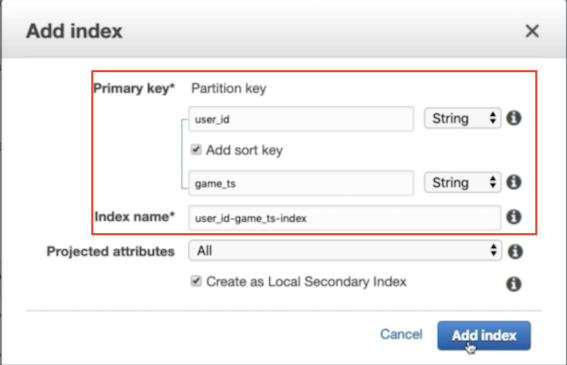 Add index
Primary key* Partition key
user_id String
Add sort key
game_ts String
Index name* user_id-game_ts-index
Projected attributes All
Create as Local Secondary Index
Cancel Add index